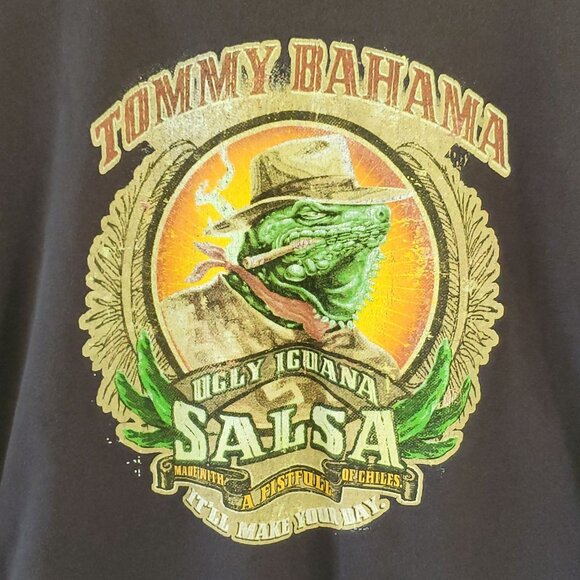 TOMMY BAHAMA
UGLY IGUANA
SALSA
MADE WITH A FISTFULL OF CHILES.
IT'LL MAKE YOUR DAY.